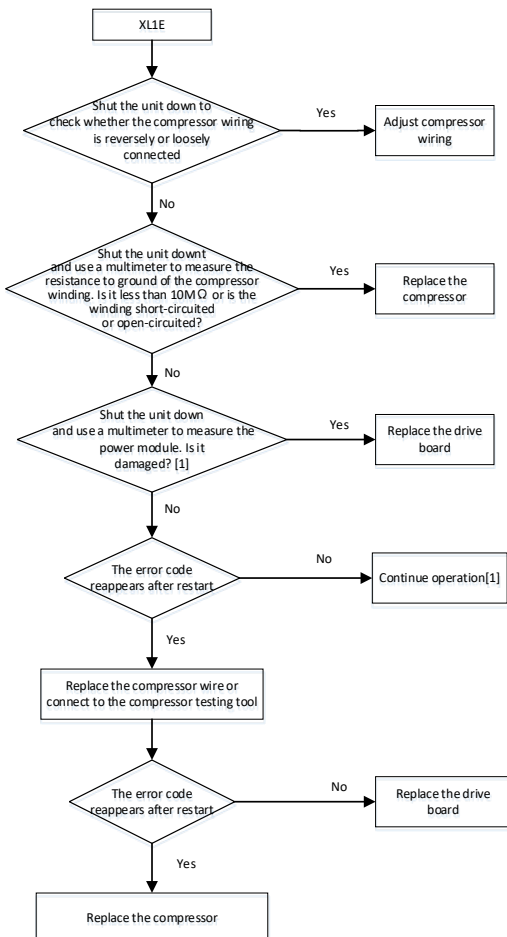 XL1E
Shut the unit down to
check whether the compressor wiring
is reversely or loosely
connected
Yes
Adjust compressor
wiring
No
Shut the unit downt
and use a multimeter to measure the
resistance to ground of the compressor
winding. Is it less than 10MΩ or is the
winding short-circuited
or open-circuited?
Yes
Replace the
compressor
No
Shut the unit down
and use a multimeter to measure the
power module. Is it
damaged? [1]
Yes
Replace the drive
board
No
The error code
reappears after restart
No
Continue operation[1]
Yes
Replace the compressor wire or
connect to the compressor testing tool
The error code
reappears after restart
No
Replace the drive
board
Yes
Replace the compressor